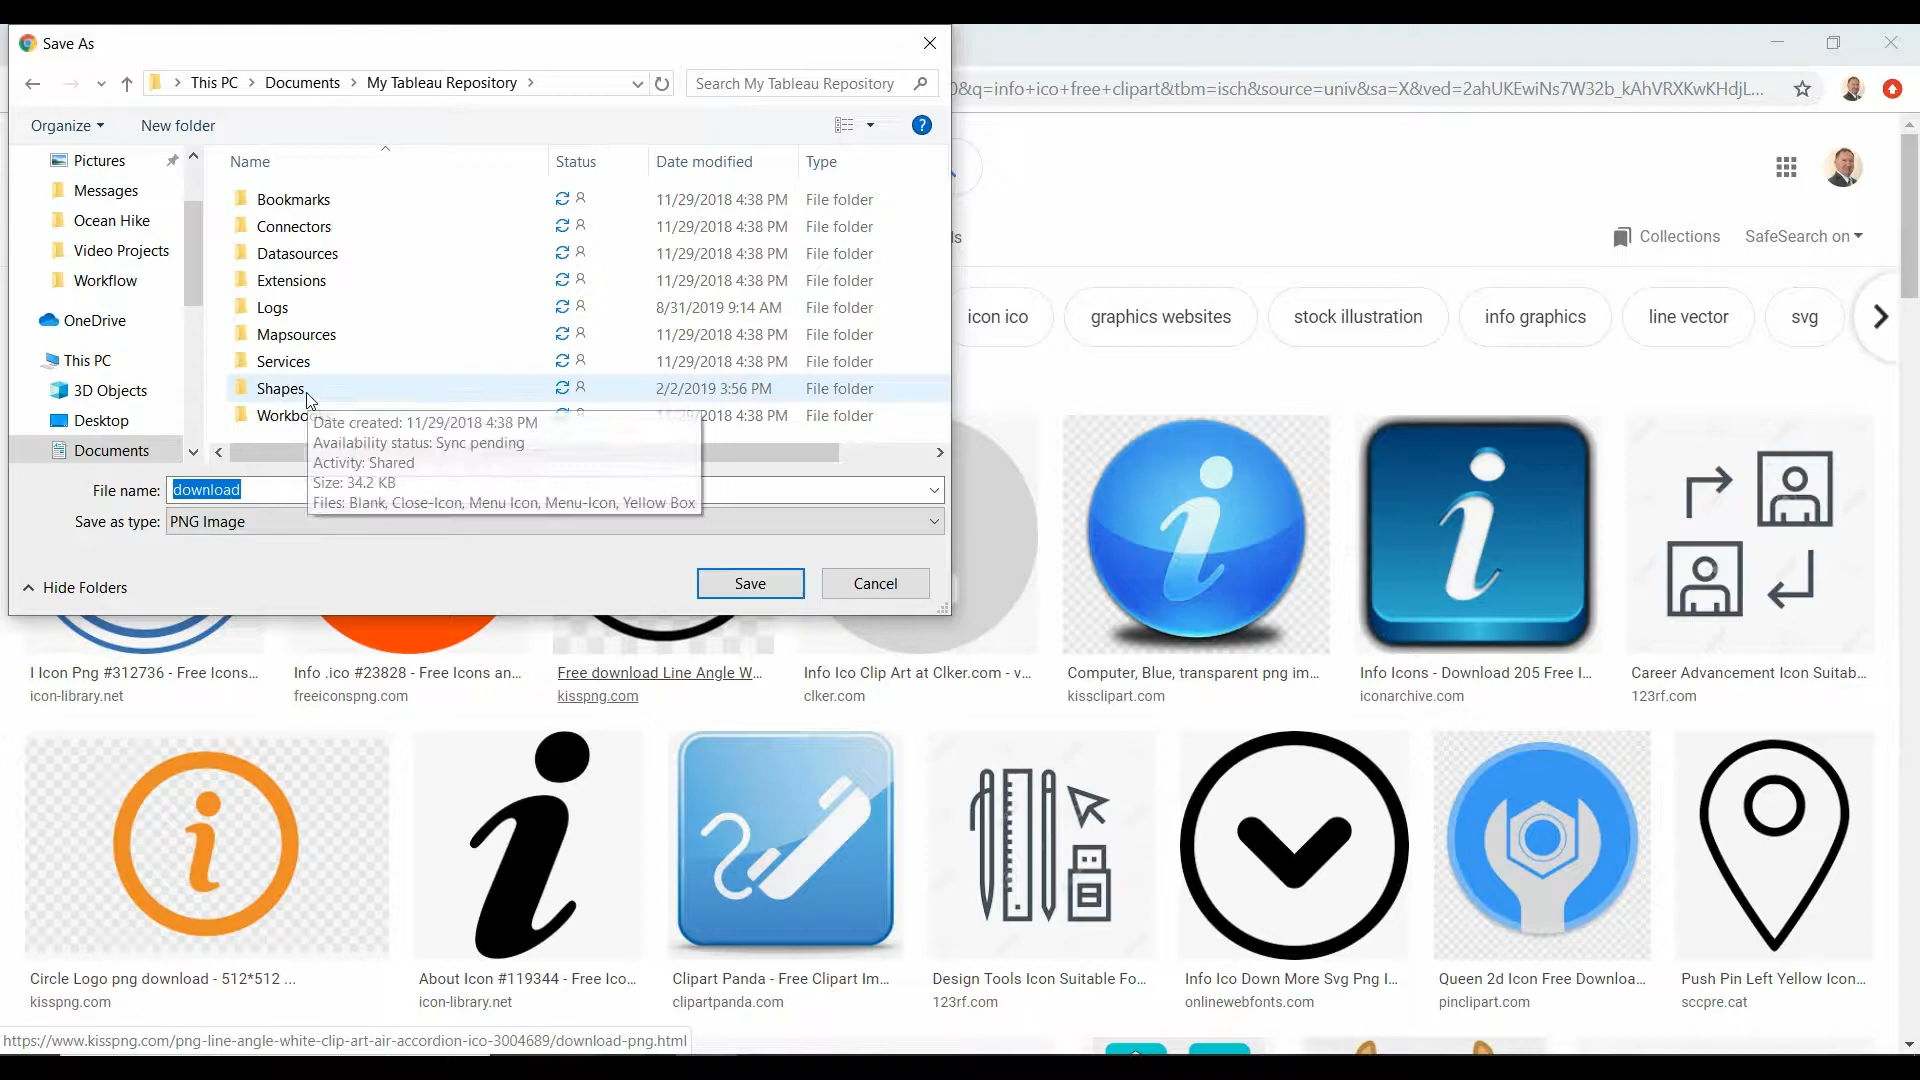 Save As
This PC > Documents > My Tableau Repository >
Search My Tableau Repository
0&q=info+ico+free+clipart&tbm=isch&source=univ&sa=X&ved=2ahUKEwiNs7W32b_kAhVRXKwKHdjL...
Organize
New folder
?
Name Status Date modified Type
Pictures
Messages
Ocean Hike
Video Projects
Workflow
OneDrive
This PC
3D Objects
Desktop
Documents
Bookmarks 11/29/2018 4:38 PM File folder
Connectors 11/29/2018 4:38 PM File folder
Datasources 11/29/2018 4:38 PM File folder
Extensions 11/29/2018 4:38 PM File folder
Logs 8/31/2019 9:14 AM File folder
Mapsources 11/29/2018 4:38 PM File folder
Services 11/29/2018 4:38 PM File folder
Shapes 2/2/2019 3:56 PM File folder
Workbo 11/29/2018 4:38 PM File folder
Date created: 11/29/2018 4:38 PM
Availability status: Sync pending
Activity: Shared
Size: 34.2 KB
Files: Blank, Close-Icon, Menu Icon, Menu-Icon, Yellow Box
File name: download
Save as type: PNG Image
Hide Folders
Save
Cancel
ls
Collections
SafeSearch on
icon ico
graphics websites
stock illustration
info graphics
line vector
svg
I Icon Png #312736 - Free Icons...
icon-library.net
Info .ico #23828 - Free Icons an...
freeiconspng.com
Free download Line Angle W...
kisspng.com
Info Ico Clip Art at Clker.com - v...
clker.com
Computer, Blue, transparent png im...
kissclipart.com
Info Icons - Download 205 Free I...
iconarchive.com
Career Advancement Icon Suitab...
123rf.com
Circle Logo png download - 512*512 ...
kisspng.com
About Icon #119344 - Free Ico...
icon-library.net
Clipart Panda - Free Clipart Im...
clipartpanda.com
Design Tools Icon Suitable Fo...
123rf.com
Info Ico Down More Svg Png I...
onlinewebfonts.com
Queen 2d Icon Free Downloa...
pinclipart.com
Push Pin Left Yellow Icon...
sccpre.cat
https://www.kisspng.com/png-line-angle-white-clip-art-air-accordion-ico-3004689/download-png.html